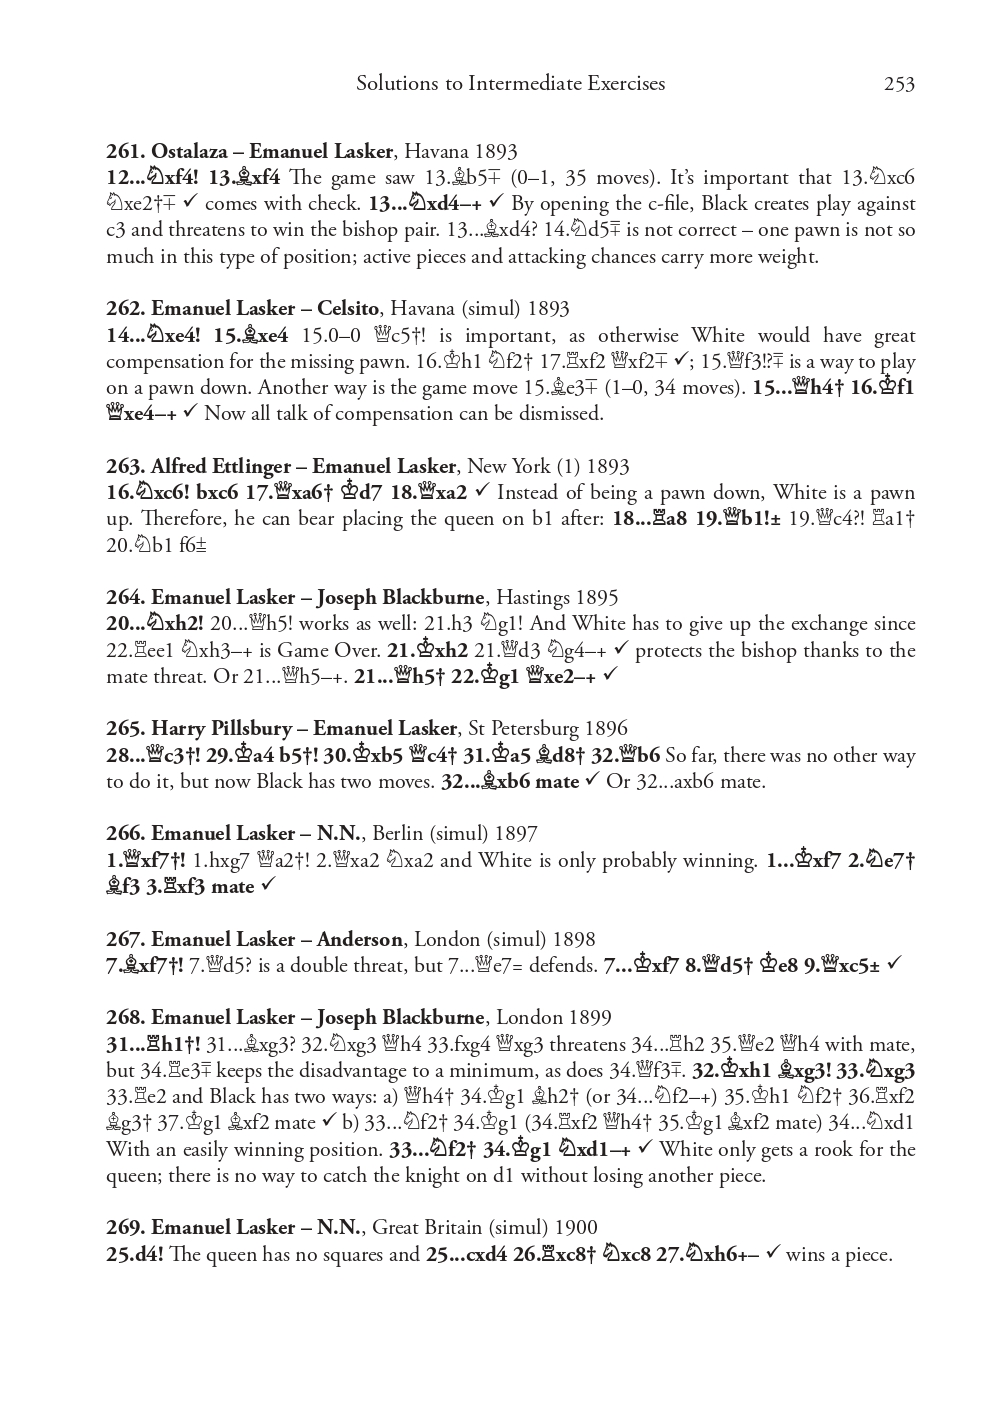 Solutions to Intermediate Exercises 253
261. Ostalaza – Emanuel Lasker, Havana 1893
12...♘xf4! 13.♗xf4 The game saw 13.♗b5∓ (0–1, 35 moves). It’s important that 13.♘xc6
♘xe2†∓ ✓ comes with check. 13...♘xd4–+ ✓ By opening the c-file, Black creates play against
c3 and threatens to win the bishop pair. 13...♗xd4? 14.♘d5⩱ is not correct – one pawn is not so
much in this type of position; active pieces and attacking chances carry more weight.
262. Emanuel Lasker – Celsito, Havana (simul) 1893
14...♘xe4! 15.♗xe4 15.0–0 ♕c5†! is important, as otherwise White would have great
compensation for the missing pawn. 16.♔h1 ♘f2† 17.♖xf2 ♕xf2∓ ✓; 15.♕f3!?⩱ is a way to play
on a pawn down. Another way is the game move 15.♗e3∓ (1–0, 34 moves). 15...♕h4† 16.♔f1
♕xe4–+ ✓ Now all talk of compensation can be dismissed.
263. Alfred Ettlinger – Emanuel Lasker, New York (1) 1893
16.♘xc6! bxc6 17.♕xa6† ♔d7 18.♕xa2 ✓ Instead of being a pawn down, White is a pawn
up. Therefore, he can bear placing the queen on b1 after: 18...♖a8 19.♕b1!± 19.♕c4?! ♖a1†
20.♘b1 f6⩲
264. Emanuel Lasker – Joseph Blackburne, Hastings 1895
20...♘xh2! 20...♕h5! works as well: 21.h3 ♘g1! And White has to give up the exchange since
22.♖ee1 ♘xh3–+ is Game Over. 21.♔xh2 21.♕d3 ♘g4–+ ✓ protects the bishop thanks to the
mate threat. Or 21...♕h5–+. 21...♕h5† 22.♔g1 ♕xe2–+ ✓
265. Harry Pillsbury – Emanuel Lasker, St Petersburg 1896
28...♕c3†! 29.♔a4 b5†! 30.♔xb5 ♕c4† 31.♔a5 ♗d8† 32.♕b6 So far, there was no other way
to do it, but now Black has two moves. 32...♗xb6 mate ✓ Or 32...axb6 mate.
266. Emanuel Lasker – N.N., Berlin (simul) 1897
1.♕xf7†! 1.hxg7 ♕a2†! 2.♕xa2 ♘xa2 and White is only probably winning. 1...♔xf7 2.♘e7†
♗f3 3.♖xf3 mate ✓
267. Emanuel Lasker – Anderson, London (simul) 1898
7.♗xf7†! 7.♕d5? is a double threat, but 7...♕e7= defends. 7...♔xf7 8.♕d5† ♔e8 9.♕xc5± ✓
268. Emanuel Lasker – Joseph Blackburne, London 1899
31...♖h1†! 31...♗xg3? 32.♘xg3 ♕h4 33.fxg4 ♕xg3 threatens 34...♖h2 35.♕e2 ♕h4 with mate,
but 34.♖e3⩱ keeps the disadvantage to a minimum, as does 34.♕f3⩱. 32.♔xh1 ♗xg3! 33.♘xg3
33.♖e2 and Black has two ways: a) ♕h4† 34.♔g1 ♗h2† (or 34...♘f2–+) 35.♔h1 ♘f2† 36.♖xf2
♗g3† 37.♔g1 ♗xf2 mate ✓ b) 33...♘f2† 34.♔g1 (34.♖xf2 ♕h4† 35.♔g1 ♗xf2 mate) 34...♘xd1
With an easily winning position. 33...♘f2† 34.♔g1 ♘xd1–+ ✓ White only gets a rook for the
queen; there is no way to catch the knight on d1 without losing another piece.
269. Emanuel Lasker – N.N., Great Britain (simul) 1900
25.d4! The queen has no squares and 25...cxd4 26.♖xc8† ♘xc8 27.♘xh6+– ✓ wins a piece.